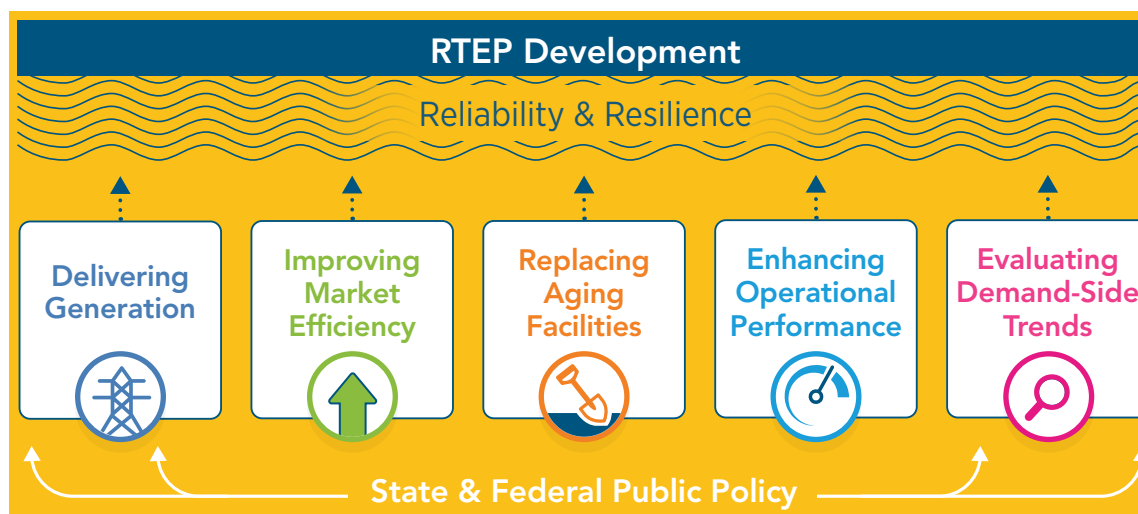 RTEP Development
Reliability & Resilience
Delivering
Generation
Improving
Market
Efficiency
Replacing
Aging
Facilities
Enhancing
Operational
Performance
Evaluating
Demand-Side
Trends
State & Federal Public Policy